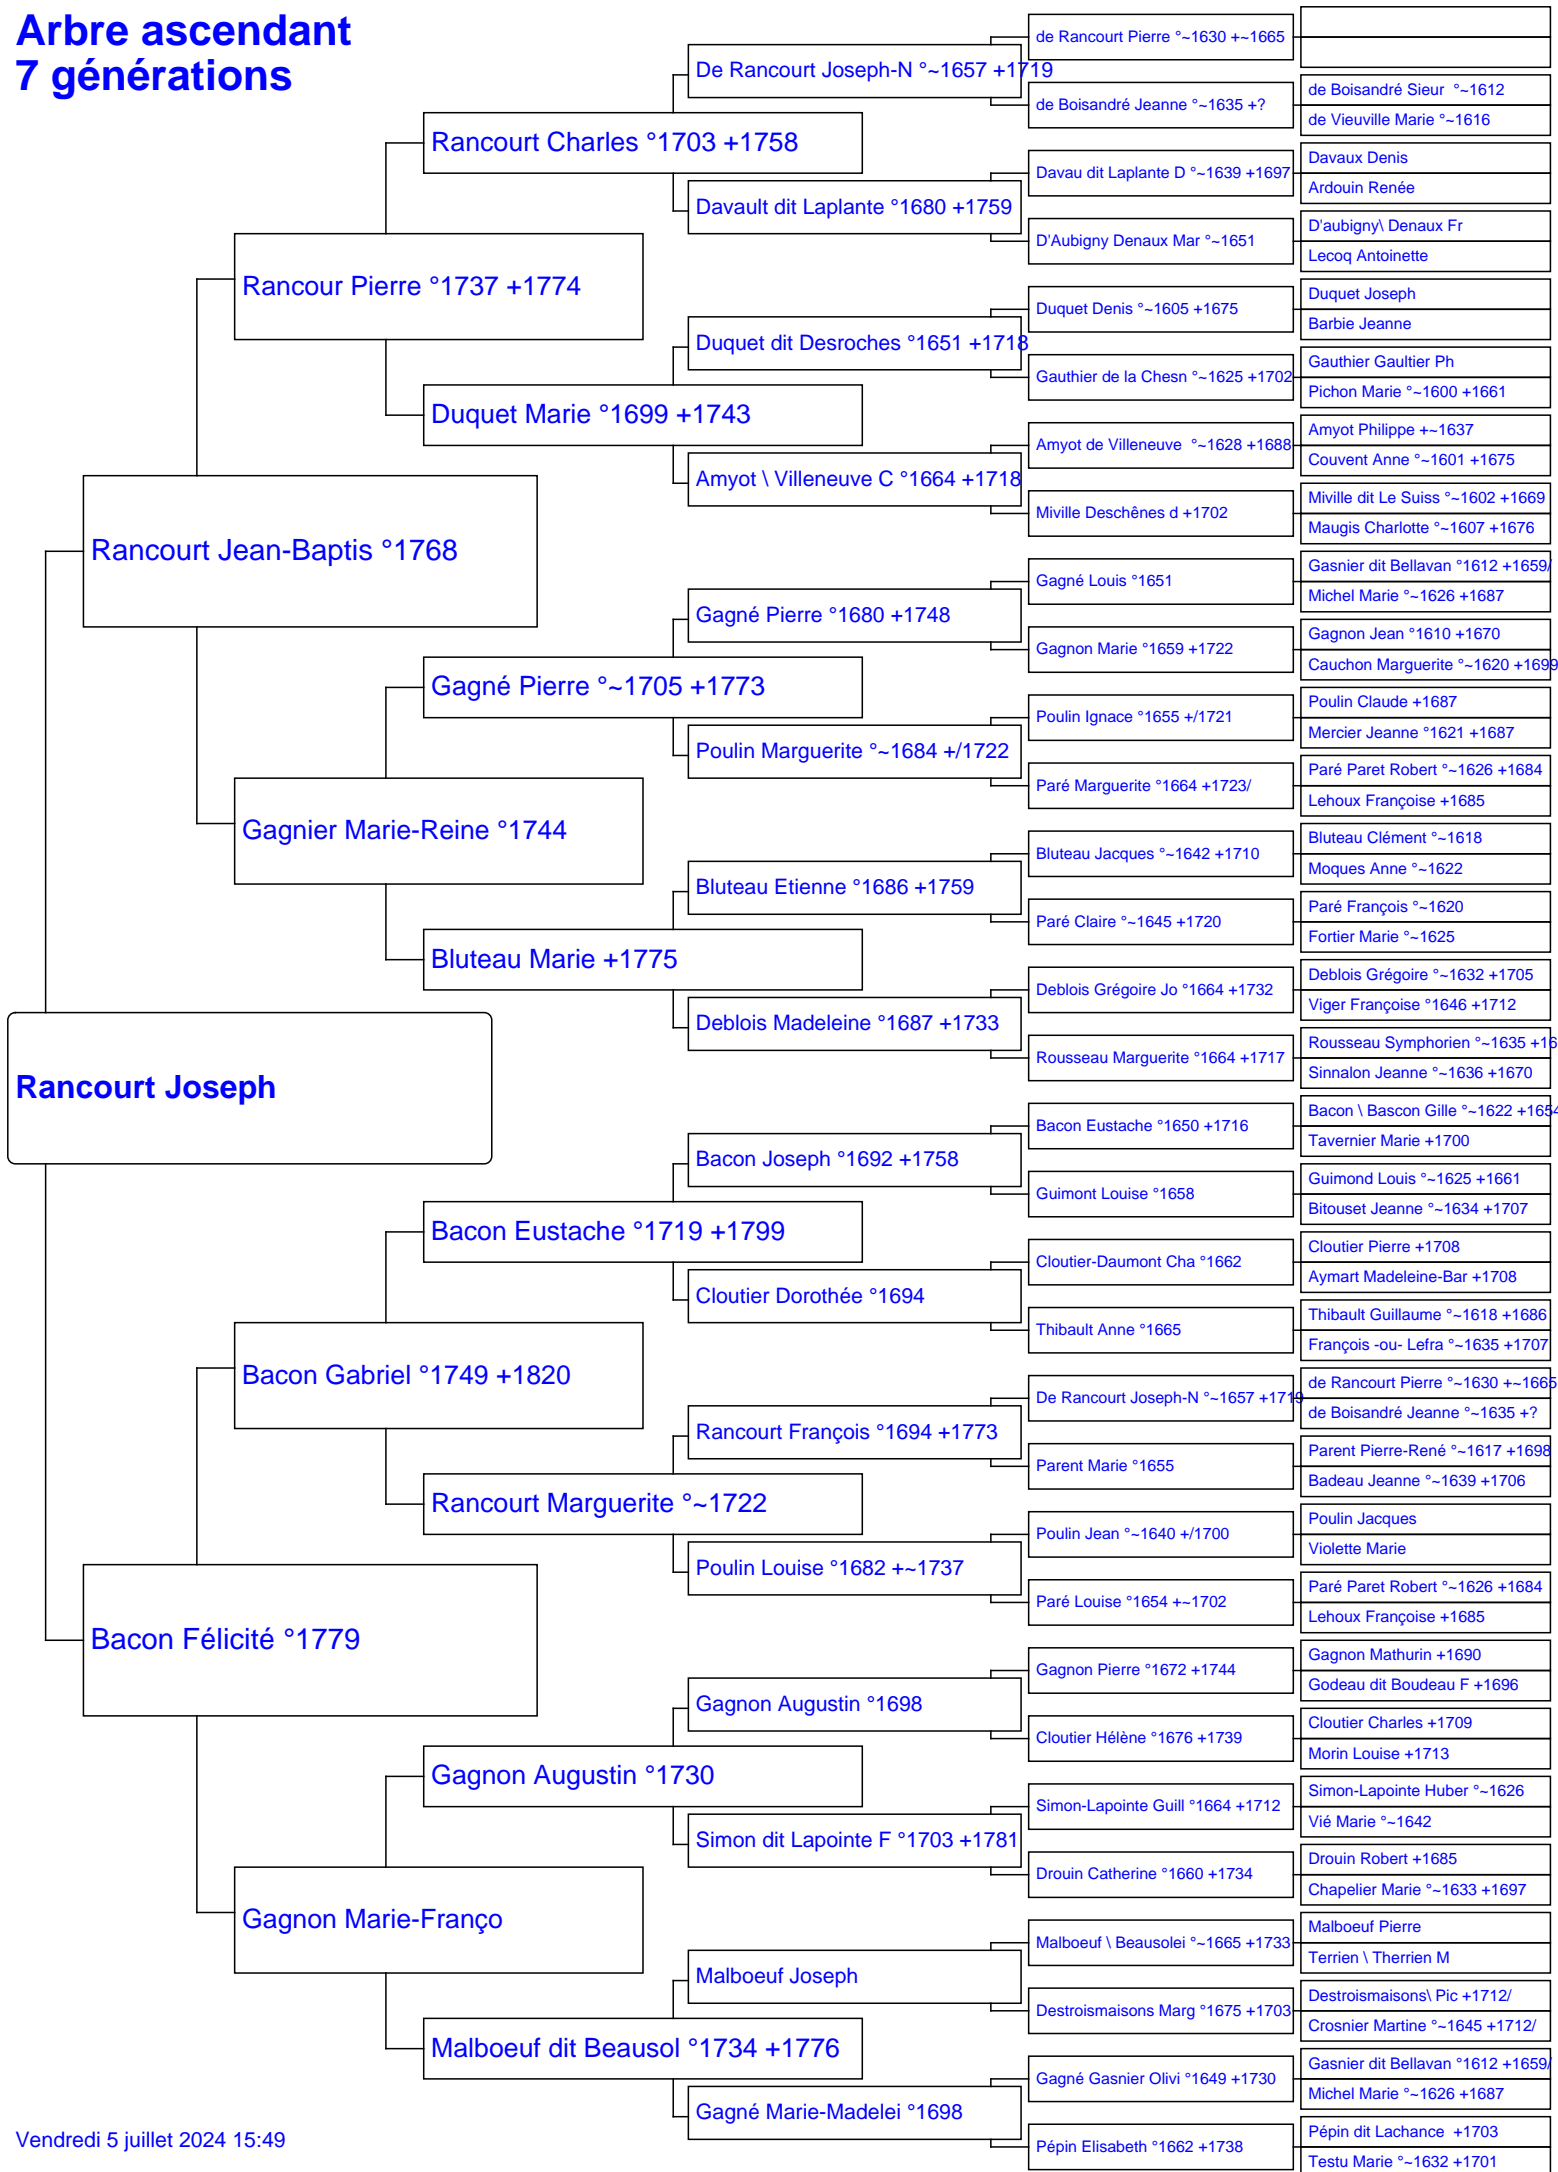 Arbre ascendant
7 générations
Rancourt Joseph
Rancourt Jean-Baptis °1768
Bacon Félicité °1779
Rancour Pierre °1737 +1774
Gagnier Marie-Reine °1744
Bacon Gabriel °1749 +1820
Gagnon Marie-Franço
Rancourt Charles °1703 +1758
Duquet Marie °1699 +1743
Gagné Pierre °~1705 +1773
Bluteau Marie +1775
Bacon Eustache °1719 +1799
Rancourt Marguerite °~1722
Gagnon Augustin °1730
Malboeuf dit Beausol °1734 +1776
De Rancourt Joseph-N °~1657 +1719
Davault dit Laplante °1680 +1759
Duquet dit Desroches °1651 +1718
Amyot \ Villeneuve C °1664 +1718
Gagné Pierre °1680 +1748
Poulin Marguerite °~1684 +/1722
Bluteau Etienne °1686 +1759
Deblois Madeleine °1687 +1733
Bacon Joseph °1692 +1758
Cloutier Dorothée °1694
Rancourt François °1694 +1773
Poulin Louise °1682 +~1737
Gagnon Augustin °1698
Simon dit Lapointe F °1703 +1781
Malboeuf Joseph
Gagné Marie-Madelei °1698
de Rancourt Pierre °~1630 +~1665
de Boisandré Jeanne °~1635 +?
Davau dit Laplante D °~1639 +1697
D'Aubigny Denaux Mar °~1651
Duquet Denis °~1605 +1675
Gauthier de la Chesn °~1625 +1702
Amyot de Villeneuve °~1628 +1688
Miville Deschênes d +1702
Gagné Louis °1651
Gagnon Marie °1659 +1722
Poulin Ignace °1655 +/1721
Paré Marguerite °1664 +1723/
Bluteau Jacques °~1642 +1710
Paré Claire °~1645 +1720
Deblois Grégoire Jo °1664 +1732
Rousseau Marguerite °1664 +1717
Bacon Eustache °1650 +1716
Guimont Louise °1658
Cloutier-Daumont Cha °1662
Thibault Anne °1665
De Rancourt Joseph-N °~1657 +1719
Parent Marie °1655
Poulin Jean °~1640 +/1700
Paré Louise °1654 +~1702
Gagnon Pierre °1672 +1744
Cloutier Hélène °1676 +1739
Simon-Lapointe Guill °1664 +1712
Drouin Catherine °1660 +1734
Malboeuf \ Beausolei °~1665 +1733
Destroismaisons Marg °1675 +1703
Gagné Gasnier Olivi °1649 +1730
Pépin Elisabeth °1662 +1738
de Boisandré Sieur °~1612
de Vieuville Marie °~1616
Davaux Denis
Ardouin Renée
D'aubigny\ Denaux Fr
Lecoq Antoinette
Duquet Joseph
Barbie Jeanne
Gauthier Gaultier Ph
Pichon Marie °~1600 +1661
Amyot Philippe +~1637
Couvent Anne °~1601 +1675
Miville dit Le Suiss °~1602 +1669
Maugis Charlotte °~1607 +1676
Gasnier dit Bellavan °1612 +1659/
Michel Marie °~1626 +1687
Gagnon Jean °1610 +1670
Cauchon Marguerite °~1620 +1699
Poulin Claude +1687
Mercier Jeanne °1621 +1687
Paré Paret Robert °~1626 +1684
Lehoux Françoise +1685
Bluteau Clément °~1618
Moques Anne °~1622
Paré François °~1620
Fortier Marie °~1625
Deblois Grégoire °~1632 +1705
Viger Françoise °1646 +1712
Rousseau Symphorien °~1635 +16
Sinnalon Jeanne °~1636 +1670
Bacon \ Bascon Gille °~1622 +1654
Tavernier Marie +1700
Guimond Louis °~1625 +1661
Bitouset Jeanne °~1634 +1707
Cloutier Pierre +1708
Aymart Madeleine-Bar +1708
Thibault Guillaume °~1618 +1686
François -ou- Lefra °~1635 +1707
de Rancourt Pierre °~1630 +~1665
de Boisandré Jeanne °~1635 +?
Parent Pierre-René °~1617 +1698
Badeau Jeanne °~1639 +1706
Poulin Jacques
Violette Marie
Paré Paret Robert °~1626 +1684
Lehoux Françoise +1685
Gagnon Mathurin +1690
Godeau dit Boudeau F +1696
Cloutier Charles +1709
Morin Louise +1713
Simon-Lapointe Huber °~1626
Vié Marie °~1642
Drouin Robert +1685
Chapelier Marie °~1633 +1697
Malboeuf Pierre
Terrien \ Therrien M
Destroismaisons\ Pic +1712/
Crosnier Martine °~1645 +1712/
Gasnier dit Bellavan °1612 +1659/
Michel Marie °~1626 +1687
Pépin dit Lachance +1703
Testu Marie °~1632 +1701
Vendredi 5 juillet 2024 15:49